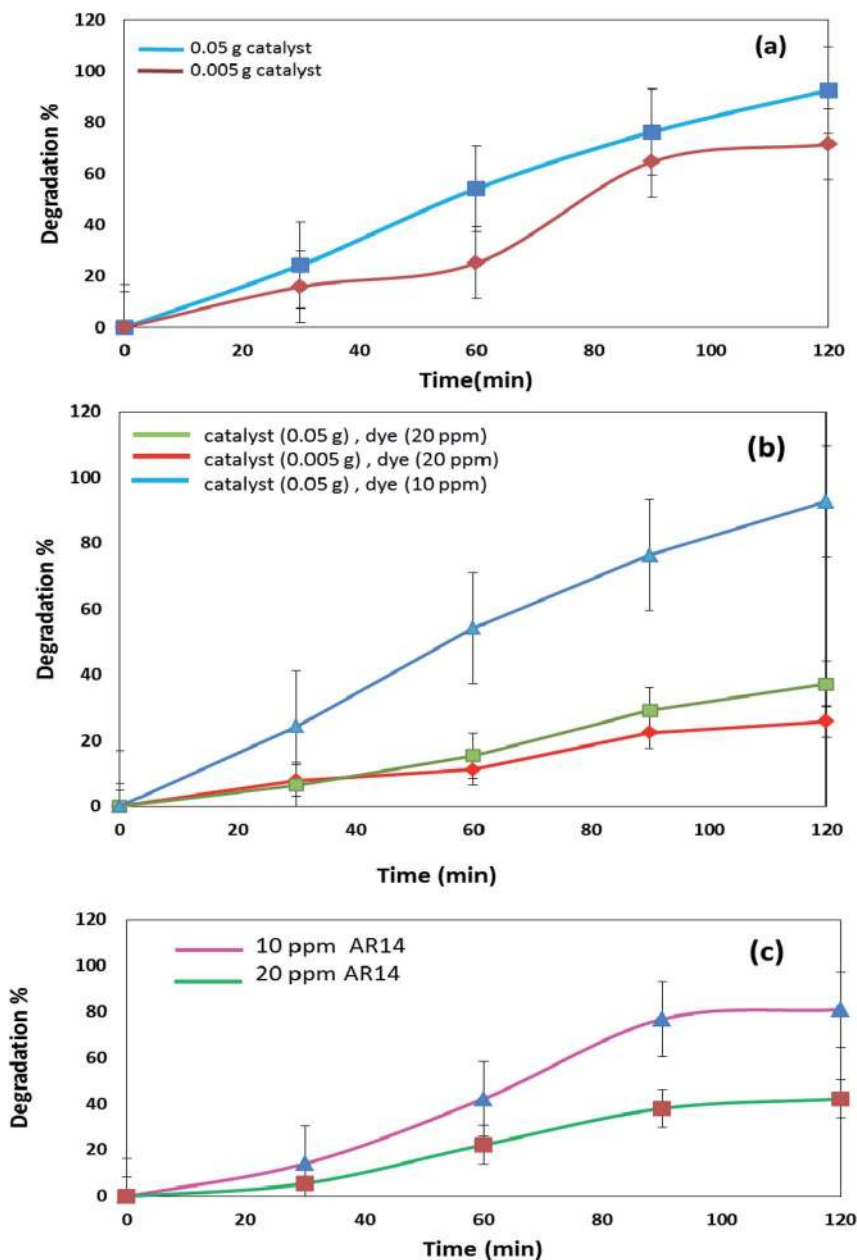 120
100
80
60
40
20
0
Degradation %
0.05 g catalyst
0.005 g catalyst
(a)
0 20 40 60 80 100 120
Time(min)
120
100
80
60
40
20
0
Degradation %
catalyst (0.05 g) , dye (20 ppm)
catalyst (0.005 g) , dye (20 ppm)
catalyst (0.05 g) , dye (10 ppm)
(b)
0 20 40 60 80 100 120
Time (min)
120
100
80
60
40
20
0
Degradation %
10 ppm AR14
20 ppm AR14
(c)
0 20 40 60 80 100 120
Time (min)